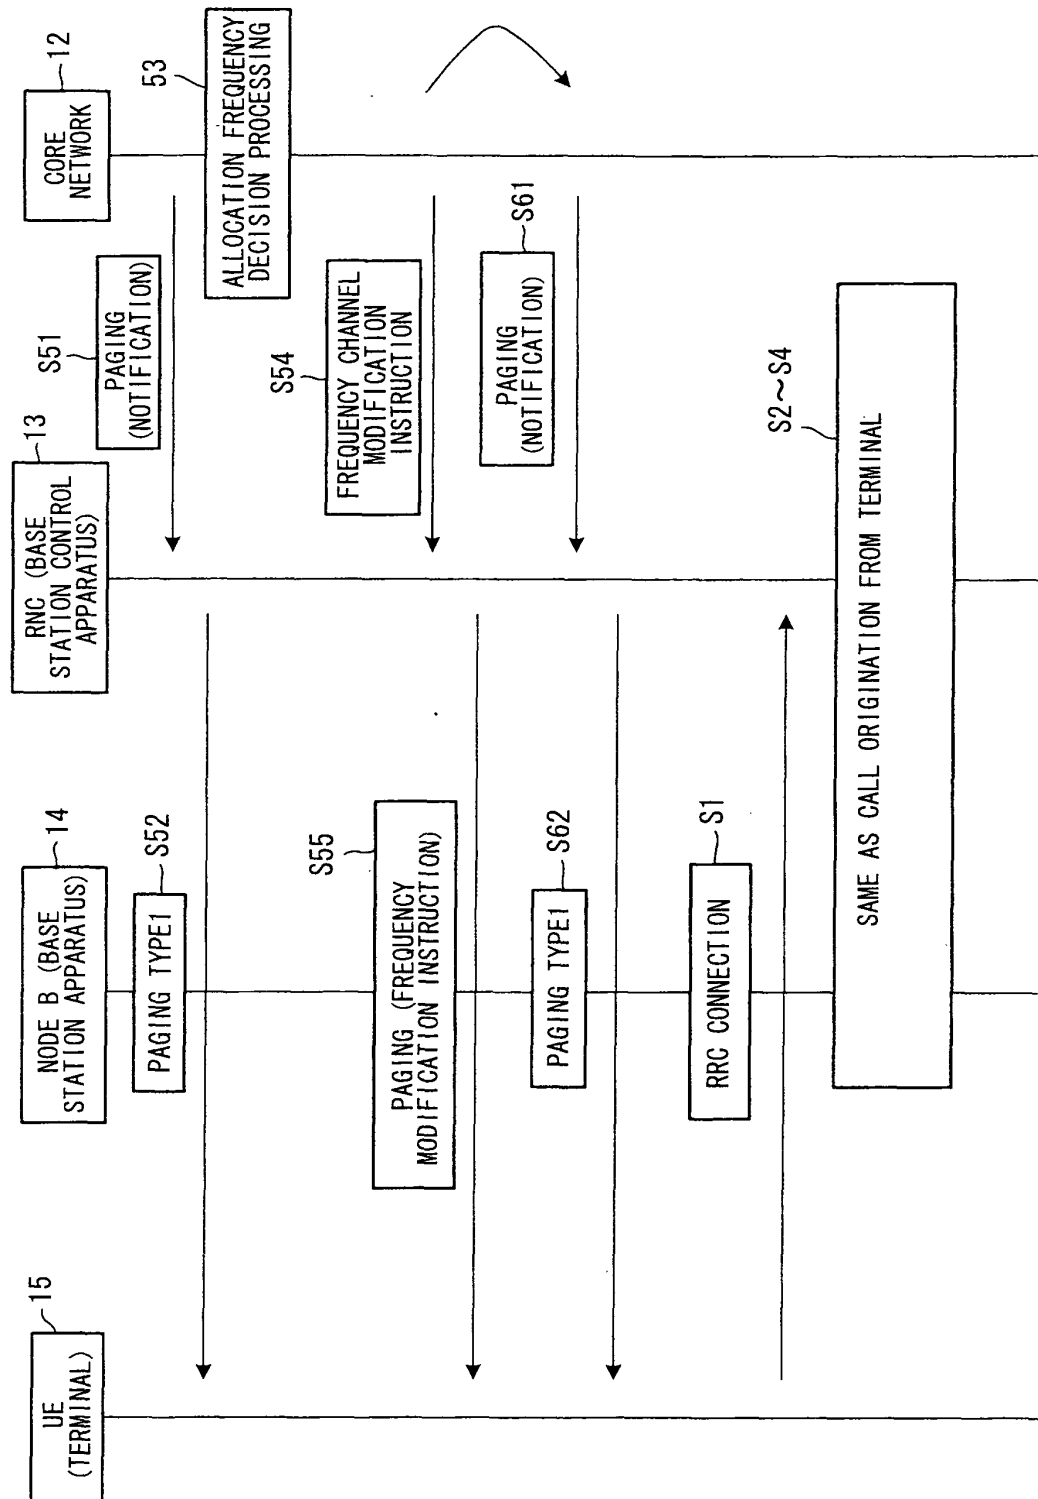 UE
(TERMINAL)
15
NODE B (BASE
STATION APPARATUS)
14
RNC (BASE
STATION CONTROL
APPARATUS)
13
CORE
NETWORK
12
PAGING
(NOTIFICATION)
S51
PAGING TYPE1
S52
ALLOCATION FREQUENCY
DECISION PROCESSING
53
FREQUENCY CHANNEL
MODIFICATION
INSTRUCTION
S54
PAGING (FREQUENCY
MODIFICATION INSTRUCTION)
S55
PAGING
(NOTIFICATION)
S61
PAGING TYPE1
S62
RRC CONNECTION
S1
SAME AS CALL ORIGINATION FROM TERMINAL
S2~S4